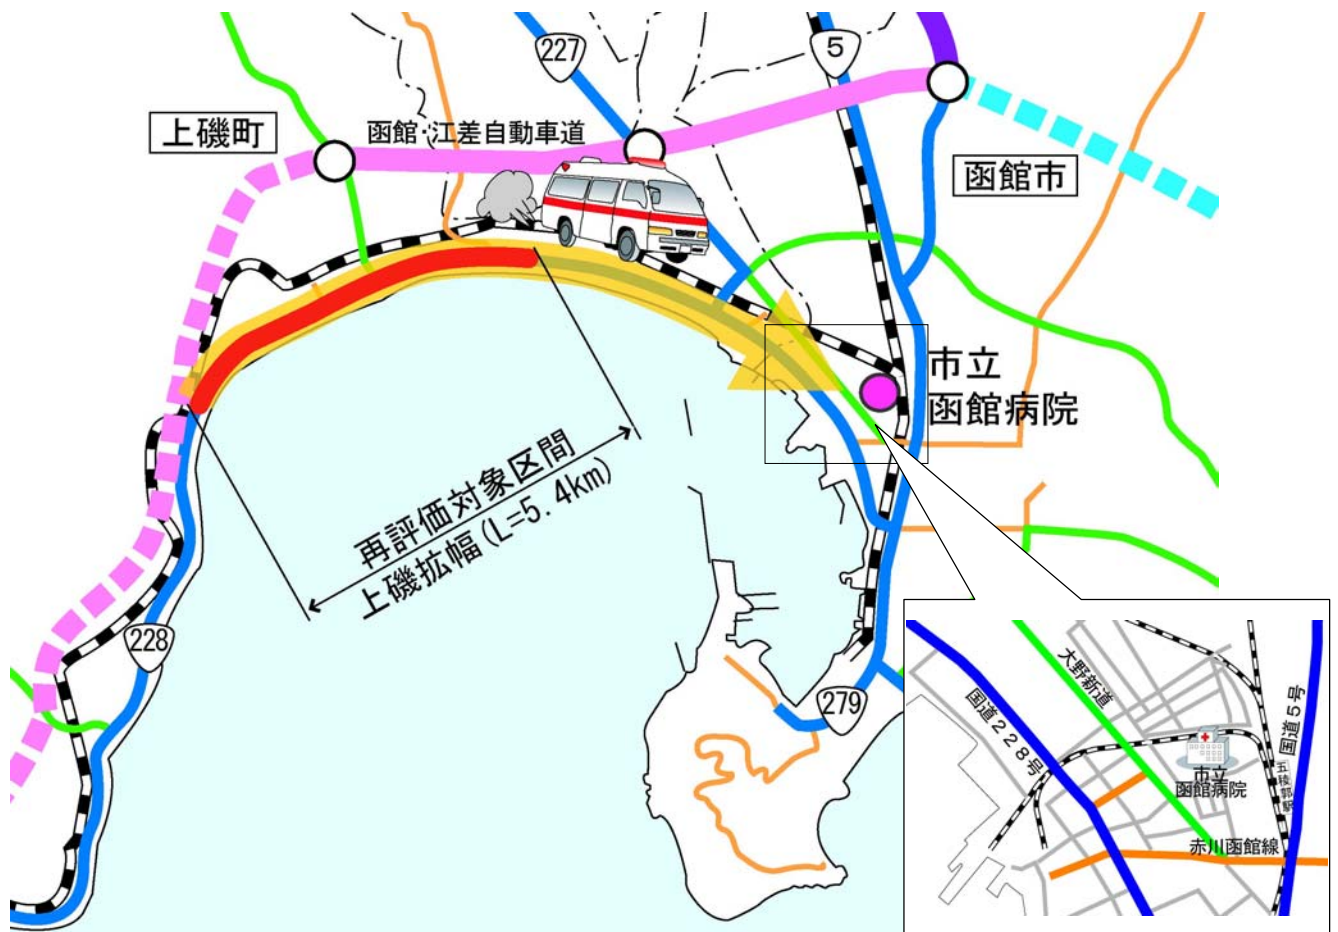 227
5
上磯町
函館・江差自動車道
函館市
市立
函館病院
再評価対象区間
上磯拡幅(L=5.4km)
228
279
大野新道
国道228号
国道5号
市立
函館病院
五稜郭駅
赤川函館線